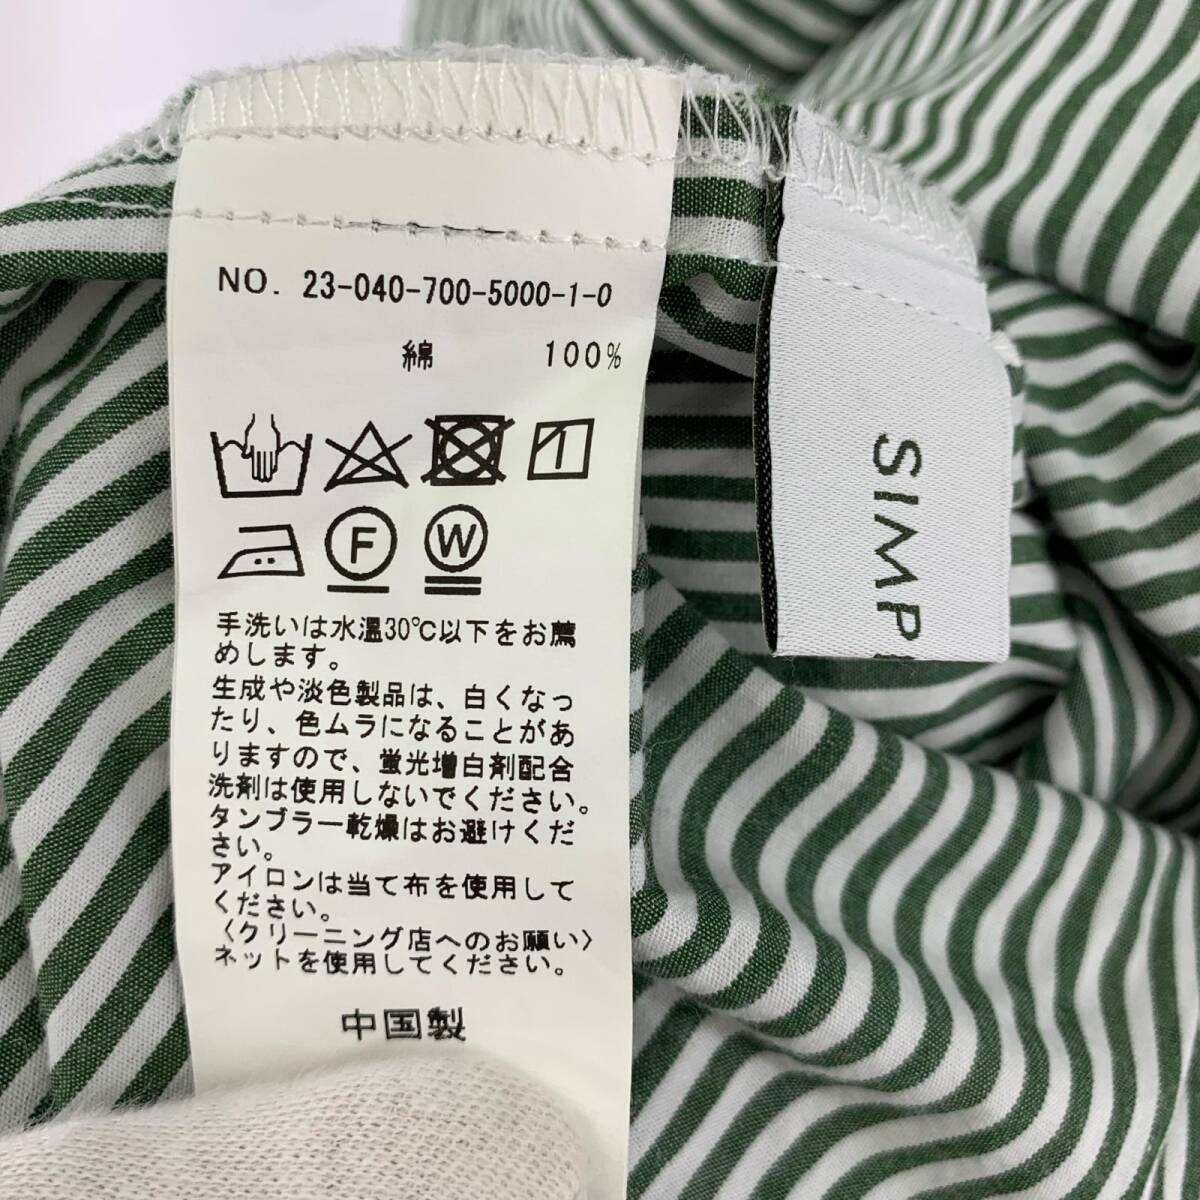 NO. 23-040-700-5000-1-0
綿 100%
F W
手洗いは水温30℃以下をお薦
めします。
生成や淡色製品は、白くなっ
たり、色ムラになることがあ
りますので、蛍光増白剤配合
洗剤は使用しないでください。
タンブラー乾燥はお避けくだ
さい。
アイロンは当て布を使用して
ください。
〈クリーニング店へのお願い〉
ネットを使用してください。
中国製
SIMP